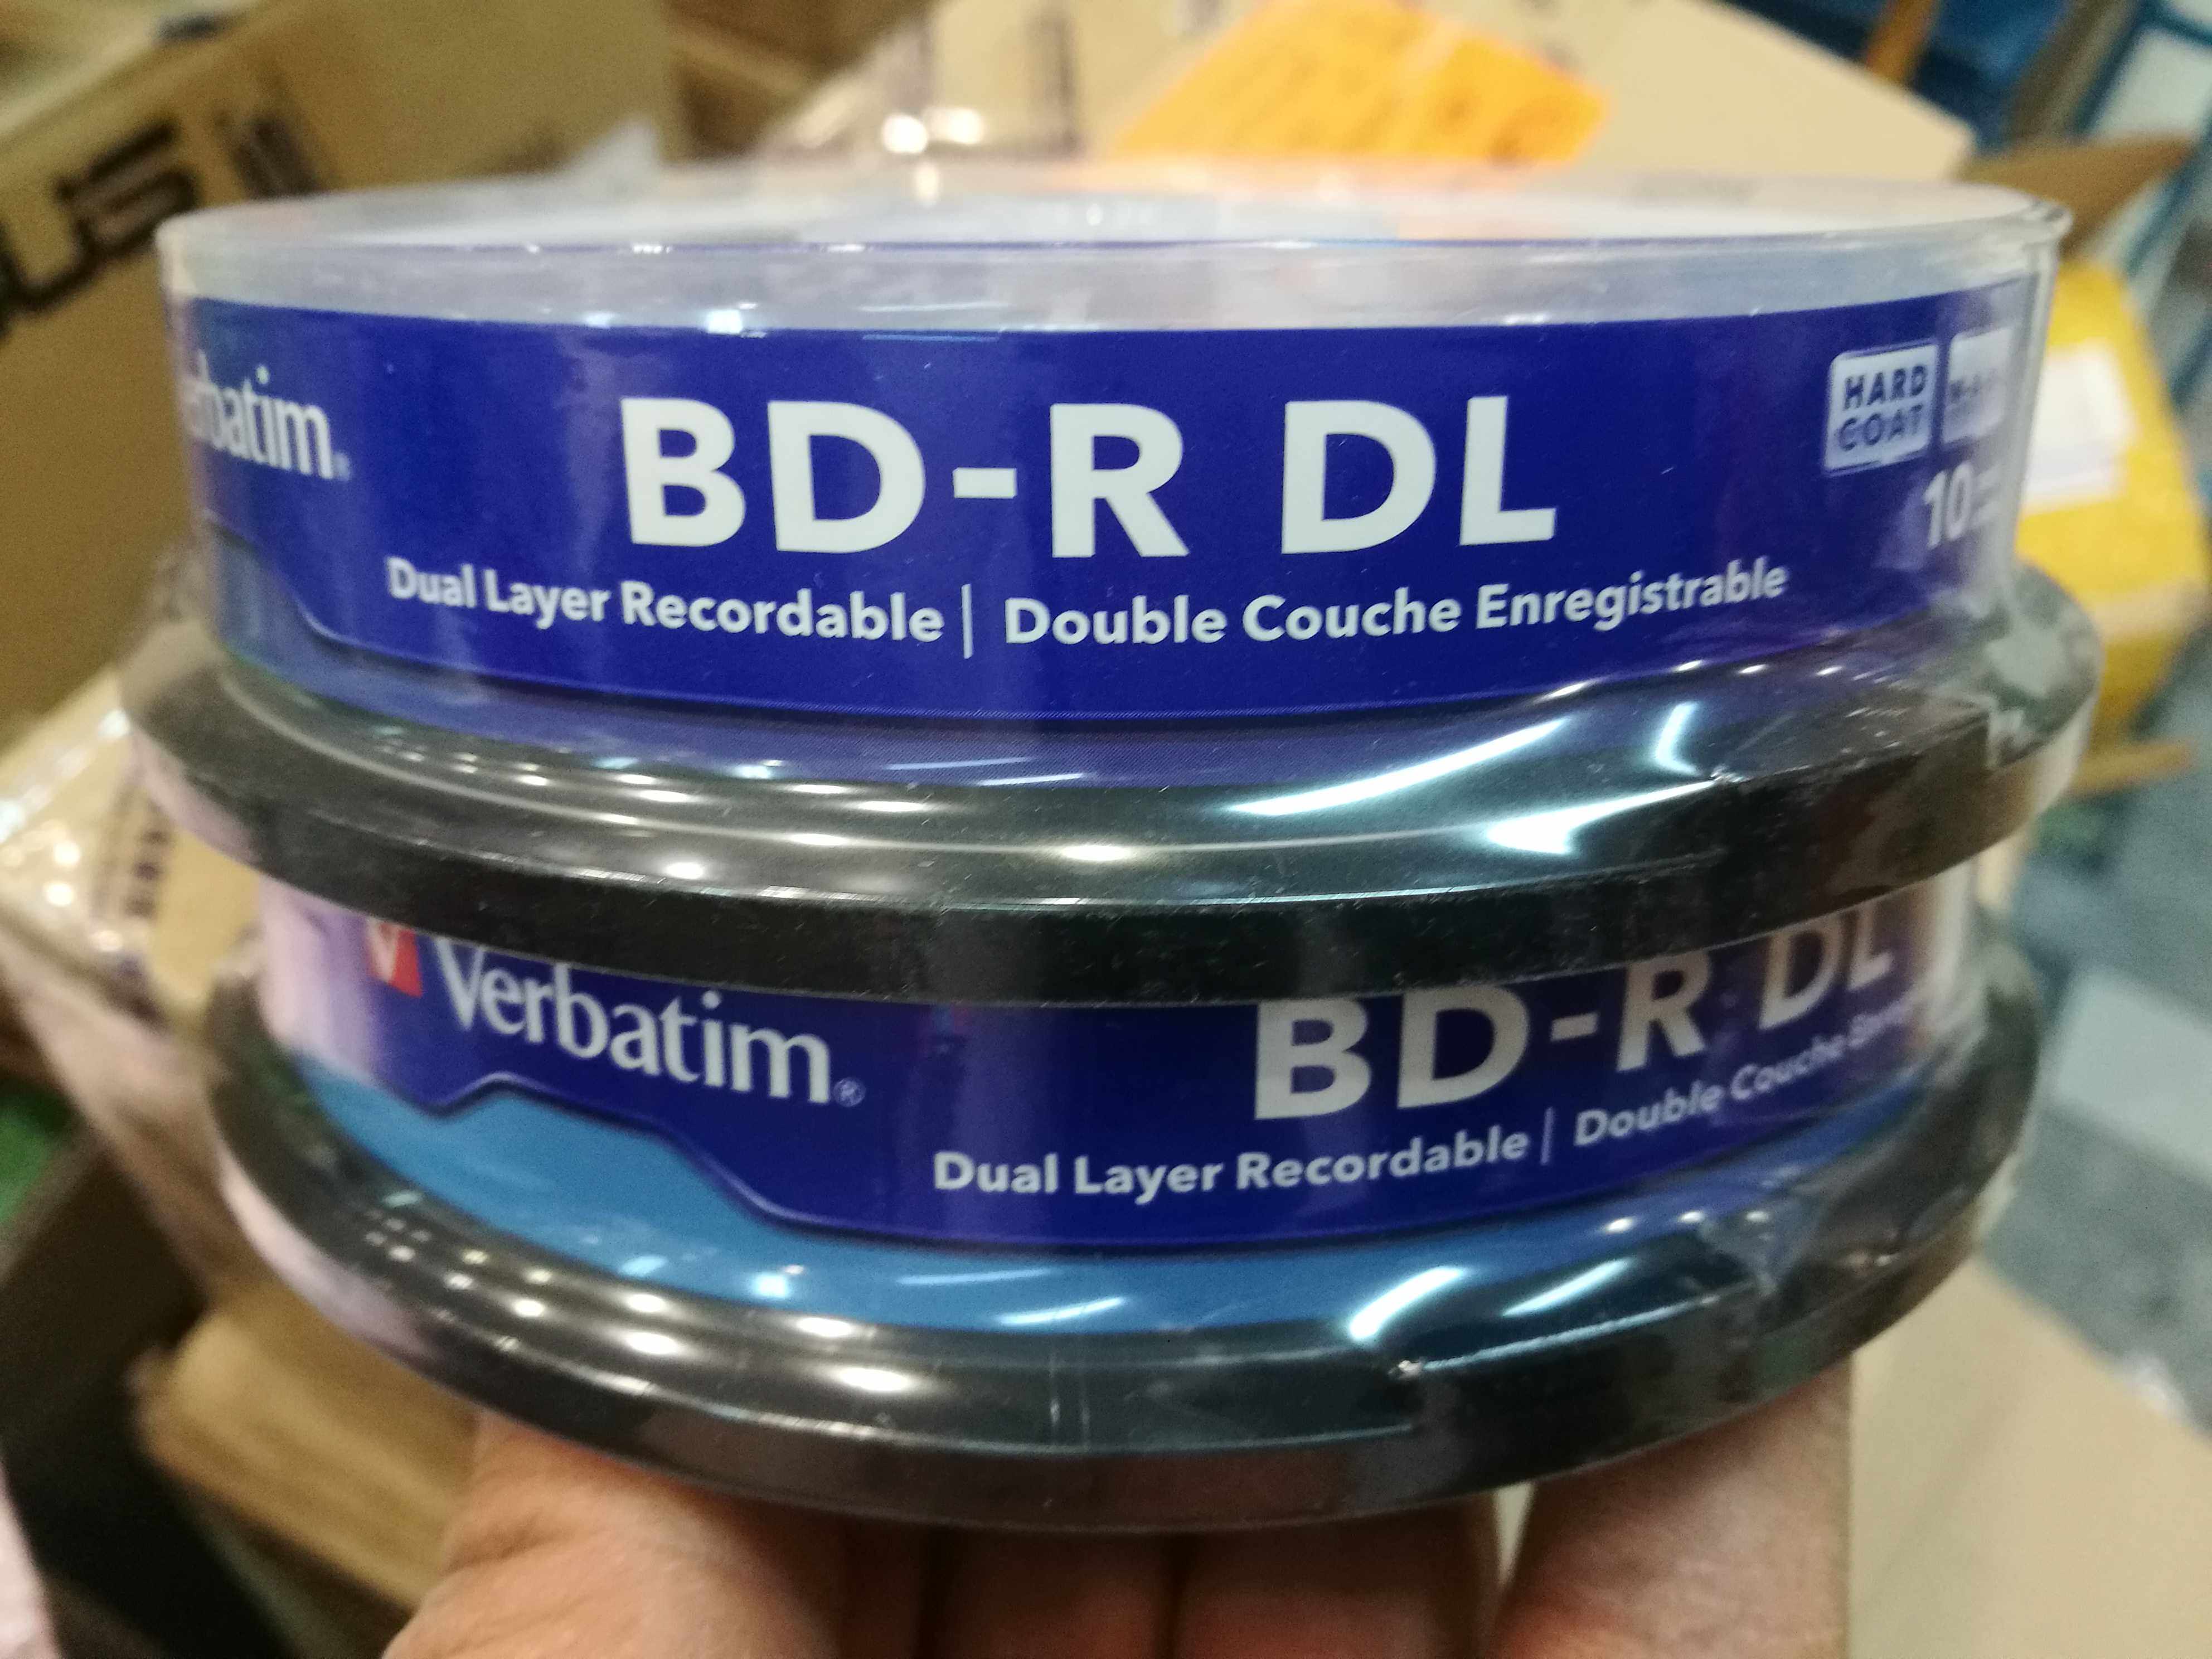 Verbatim
BD-R DL
Dual Layer Recordable | Double Couche Enregistrable
HARD
COAT
10
Verbatim®
BD-R DL
Dual Layer Recordable | Double Couche